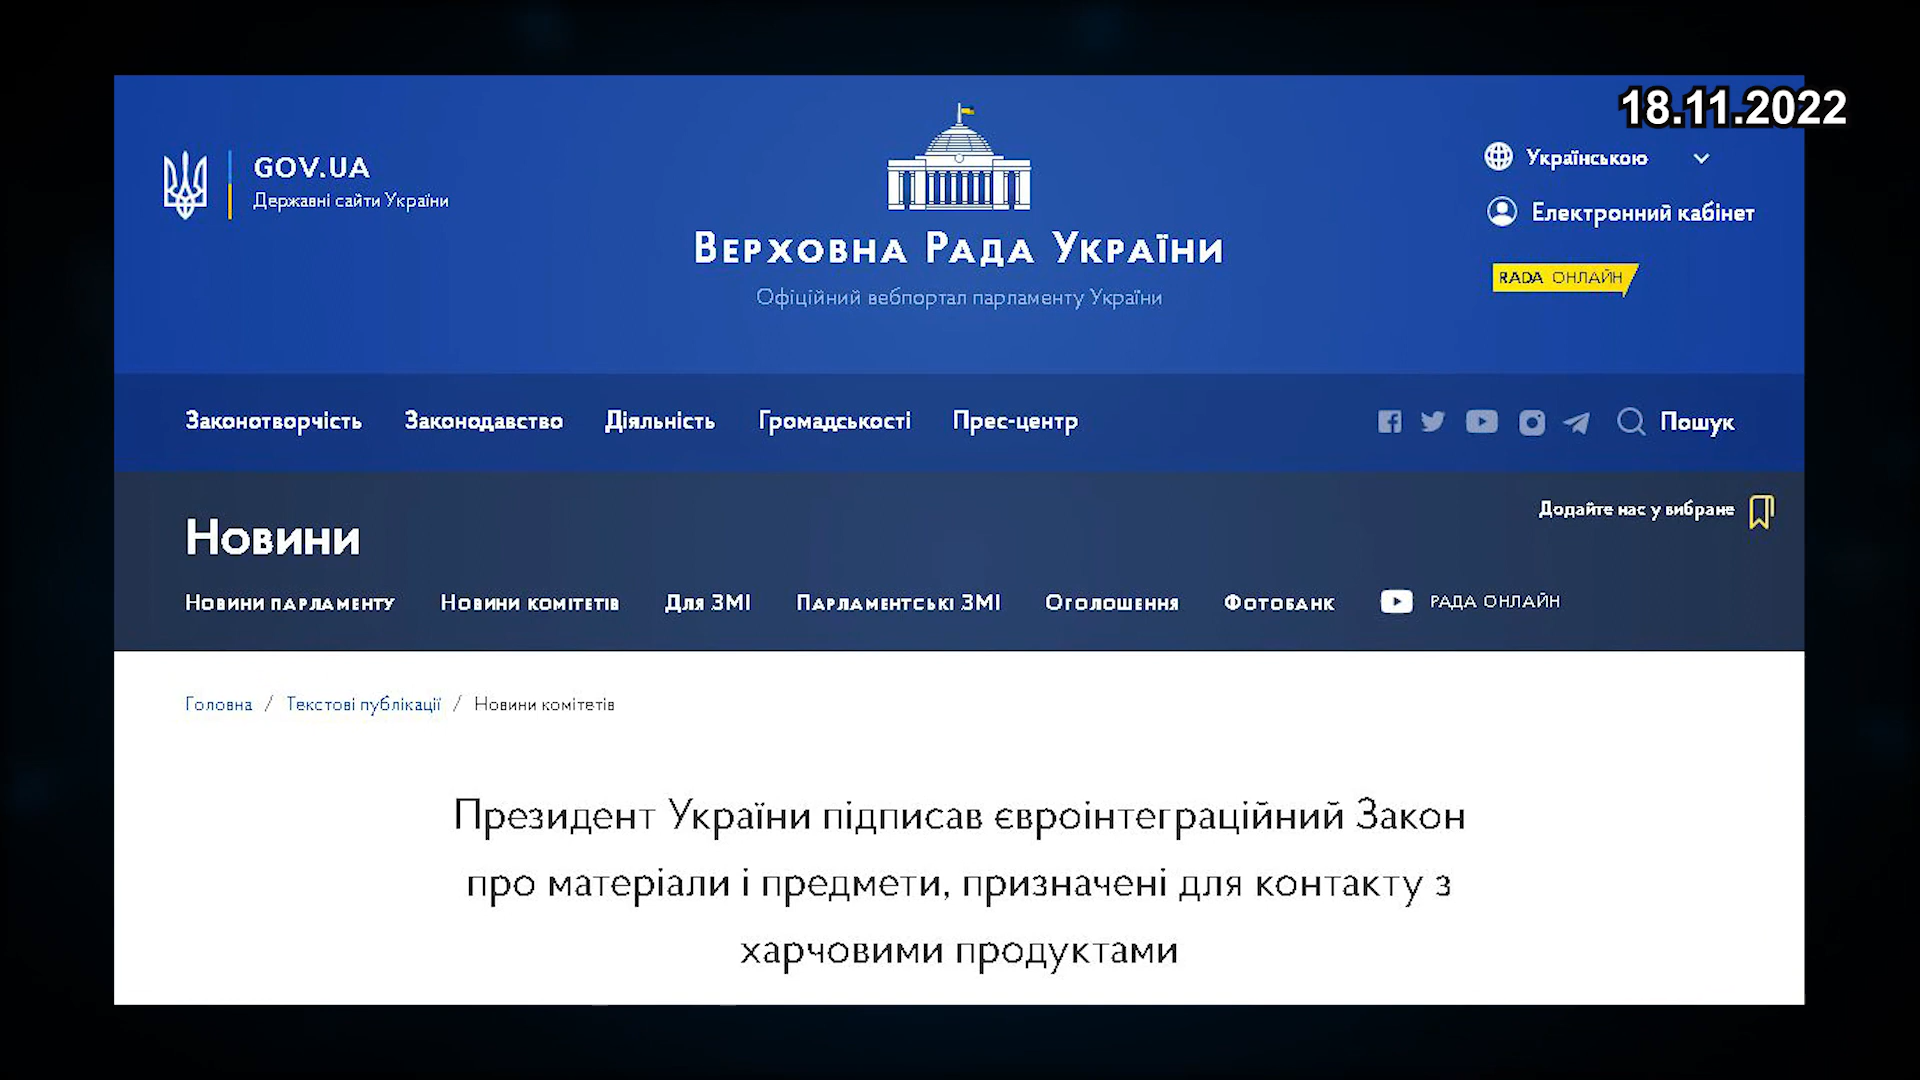 18.11.2022
GOV.UA
Державні сайти України
Верховна Рада України
Офіційний вебпортал парламенту України
Українською
Електронний кабінет
RADA ОНЛАЙН
Законотворчість Законодавство Діяльність Громадськості Прес-центр Пошук
Додайте нас у вибране
Новини
Новини парламенту Новини комітетів Для ЗМІ Парламентські ЗМІ Оголошення Фотобанк РАДА ОНЛАЙН
Головна / Текстові публікації / Новини комітетів
Президент України підписав євроінтеграційний Закон
про матеріали і предмети, призначені для контакту з
харчовими продуктами